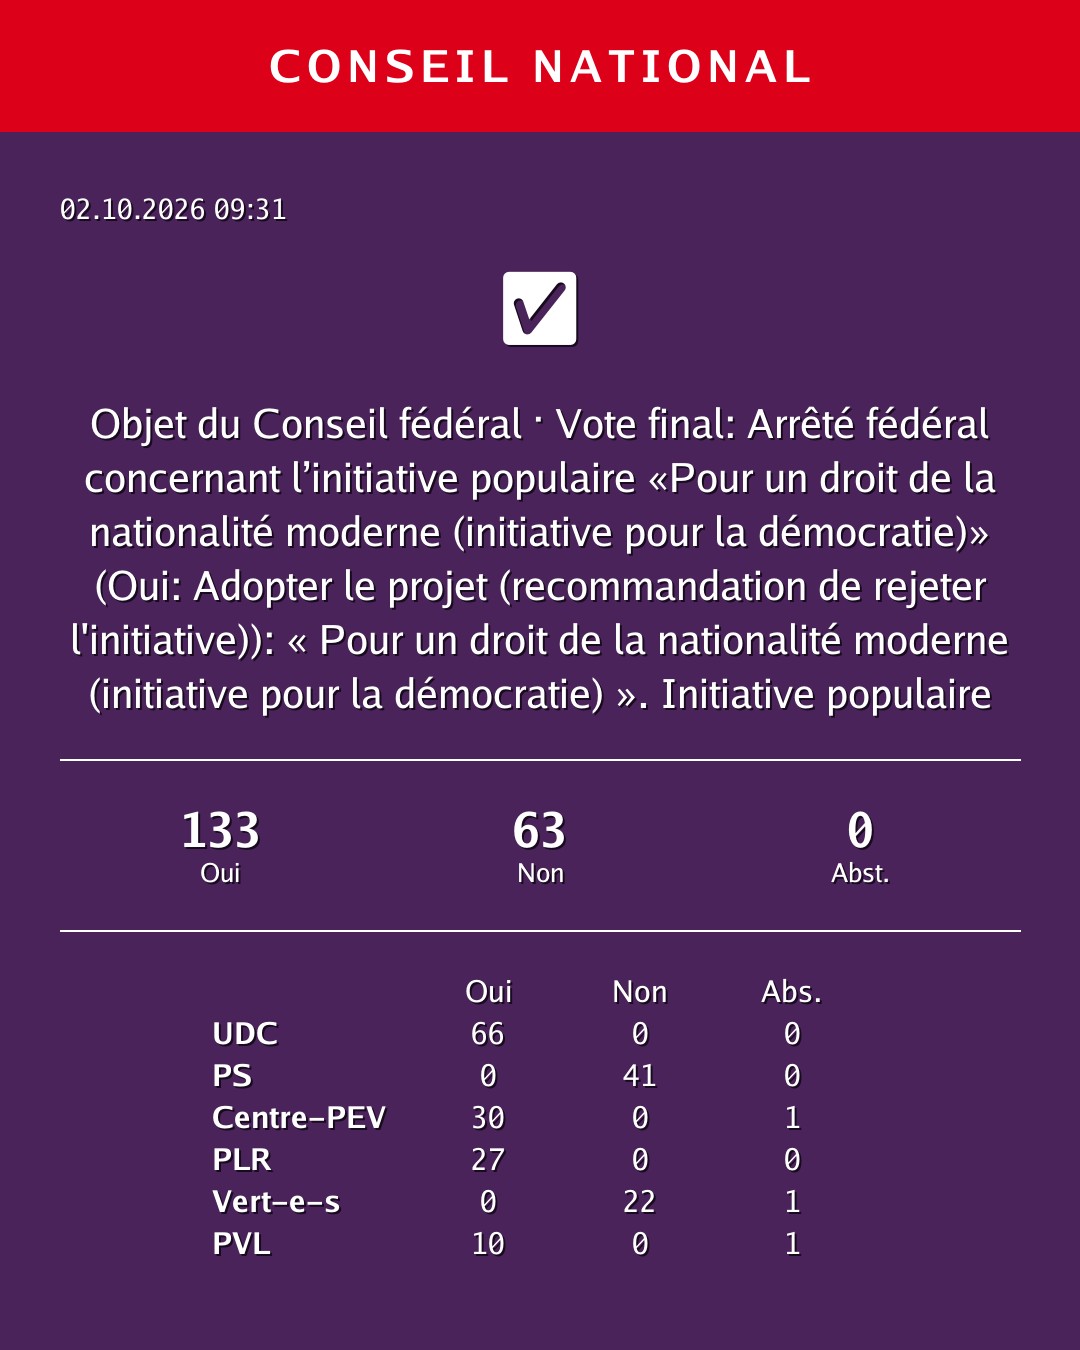 CONSEIL NATIONAL
02.10.2026 09:31
Objet du Conseil fédéral · Vote final: Arrêté fédéral
concernant l’initiative populaire «Pour un droit de la
nationalité moderne (initiative pour la démocratie)»
(Oui: Adopter le projet (recommandation de rejeter
l'initiative)): « Pour un droit de la nationalité moderne
(initiative pour la démocratie) ». Initiative populaire
133 63 0
Oui Non Abst.
Oui Non Abs.
UDC 66 0 0
PS 0 41 0
Centre-PEV 30 0 1
PLR 27 0 0
Vert-e-s 0 22 1
PVL 10 0 1